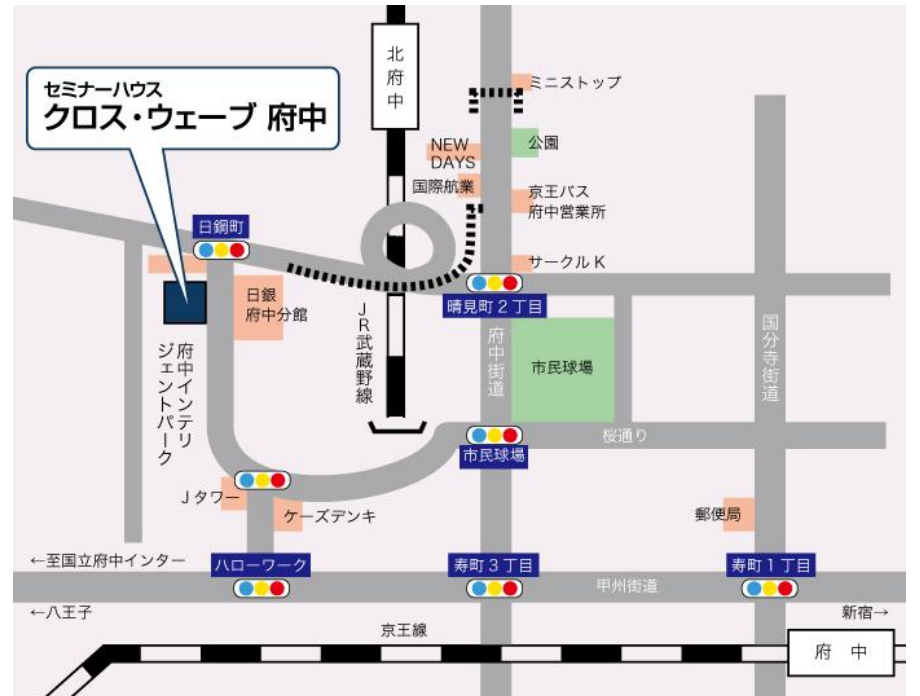 セミナーハウス
クロス・ウェーブ 府中
北府中
ミニストップ
公園
NEW
DAYS
国際航業
京王バス
府中営業所
日鋼町
サークルK
晴見町2丁目
日銀
府中分館
JR武蔵野線
府中街道
市民球場
国分寺街道
府中インテリ
ジェントパーク
桜通り
市民球場
Jタワー
ケーズデンキ
郵便局
←至国立府中インター
ハローワーク
寿町3丁目
寿町1丁目
甲州街道
←八王子
新宿→
京王線
府中